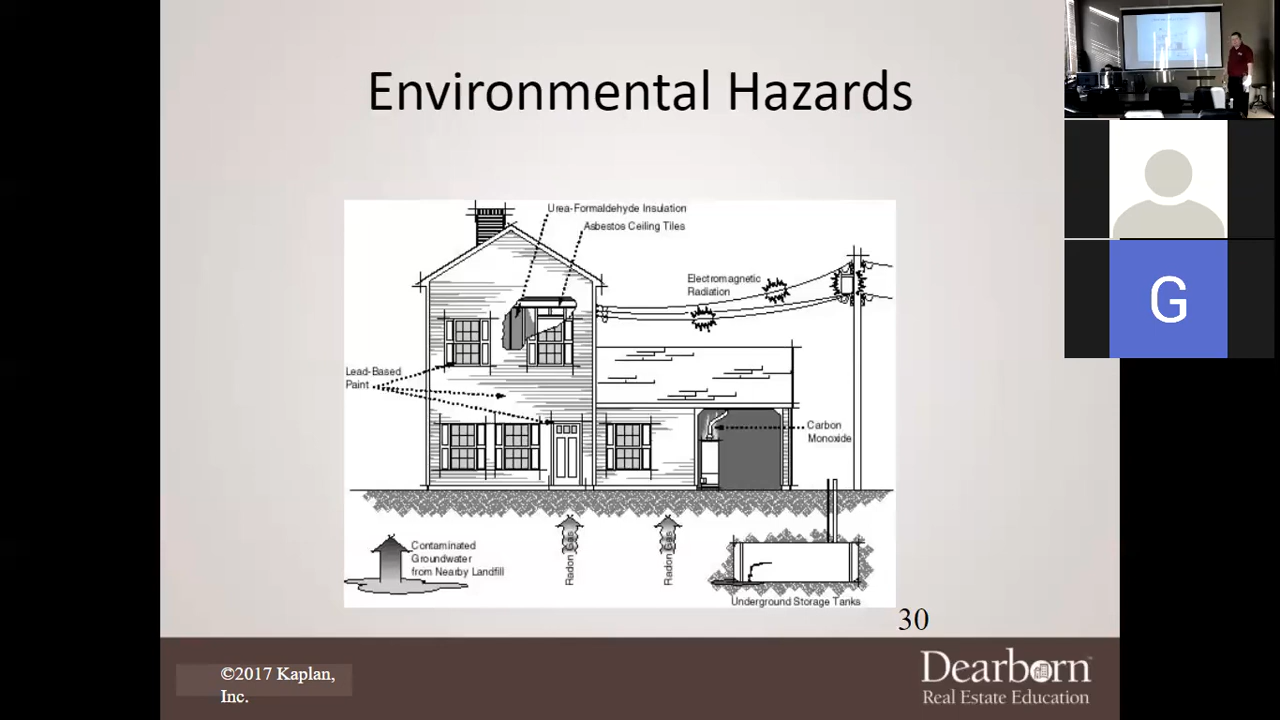 Environmental Hazards
Urea-Formaldehyde Insulation
Asbestos Ceiling Tiles
Electromagnetic
Radiation
Lead-Based
Paint
Carbon
Monoxide
Contaminated
Groundwater
from Nearby Landfill
Radon Gas
Radon Gas
Underground Storage Tanks
30
©2017 Kaplan,
Inc.
Dearborn
Real Estate Education
G